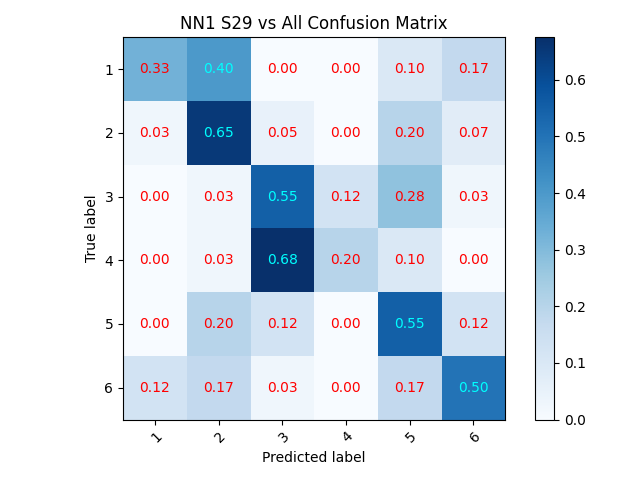 NN1 S29 vs All Confusion Matrix
True label
1 0.33 0.40 0.00 0.00 0.10 0.17
2 0.03 0.65 0.05 0.00 0.20 0.07
3 0.00 0.03 0.55 0.12 0.28 0.03
4 0.00 0.03 0.68 0.20 0.10 0.00
5 0.00 0.20 0.12 0.00 0.55 0.12
6 0.12 0.17 0.03 0.00 0.17 0.50
1 2 3 4 5 6
Predicted label
0.6
0.5
0.4
0.3
0.2
0.1
0.0